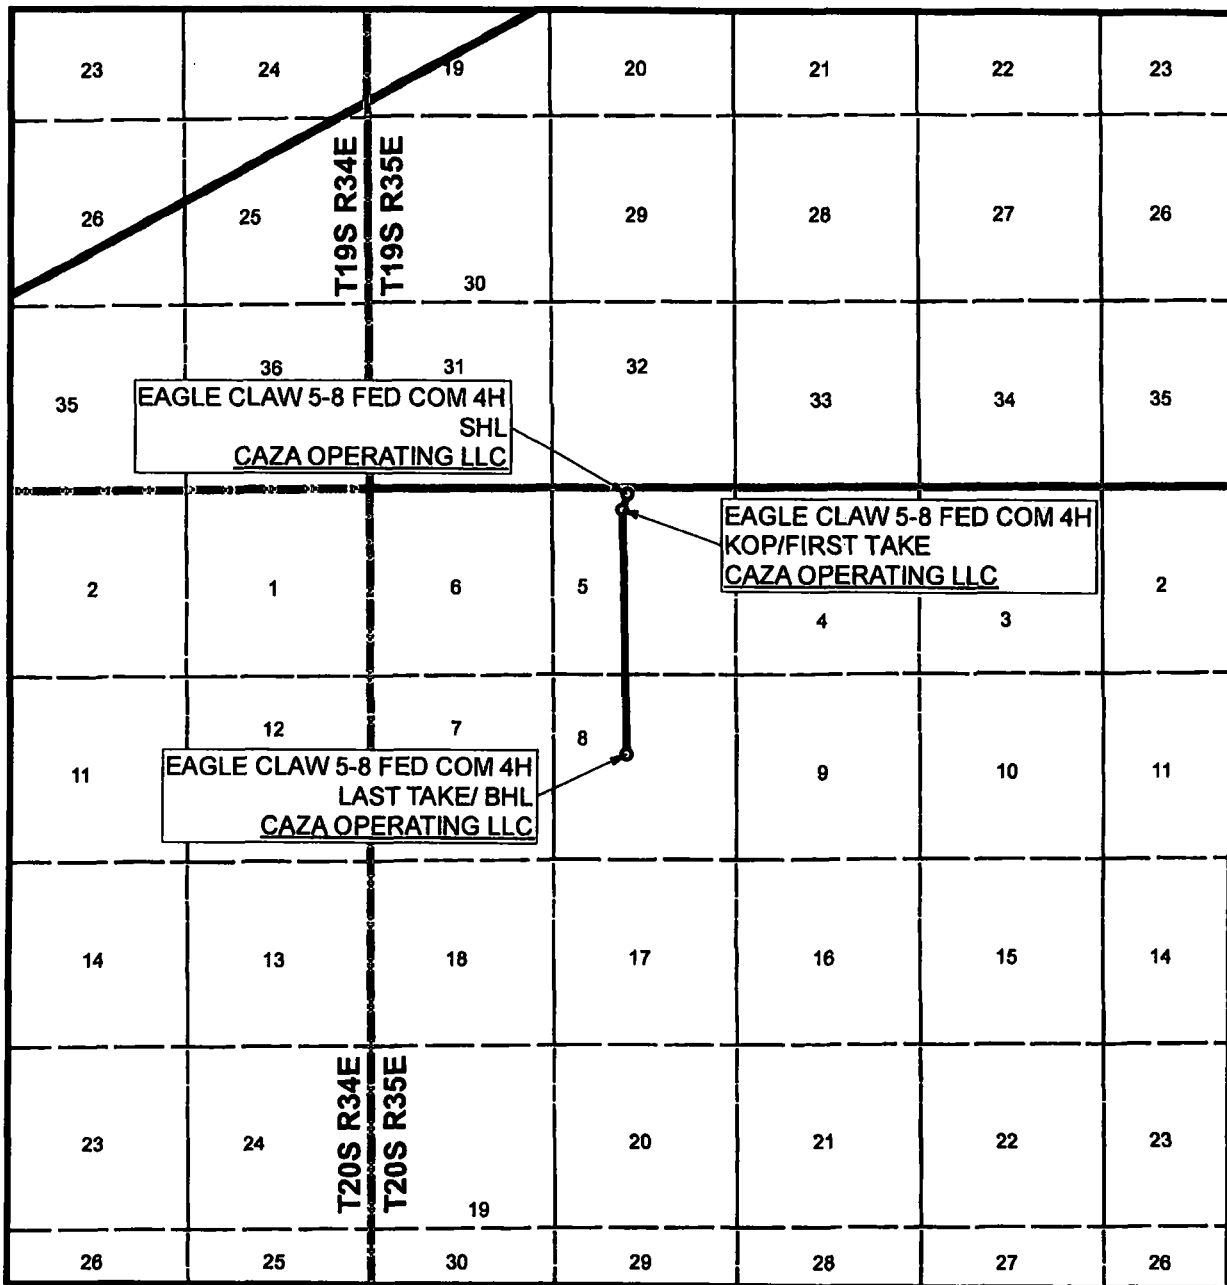 23 24 19 20 21 22 23
T19S R34E
T19S R35E
26 25 29 28 27 26
30
36 31 32
35 33 34 35
EAGLE CLAW 5-8 FED COM 4H
SHL
CAZA OPERATING LLC
EAGLE CLAW 5-8 FED COM 4H
KOP/FIRST TAKE
CAZA OPERATING LLC
2 1 6 5 2
4 3
12 7 8
11 9 10 11
EAGLE CLAW 5-8 FED COM 4H
LAST TAKE/ BHL
CAZA OPERATING LLC
14 13 18 17 16 15 14
T20S R34E
T20S R35E
23 24 20 21 22 23
19
26 25 30 29 28 27 26